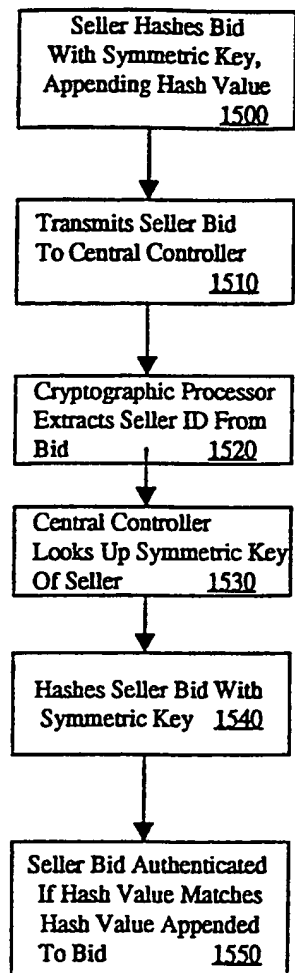 Seller Hashes Bid
With Symmetric Key,
Appending Hash Value
1500
Transmits Seller Bid
To Central Controller
1510
Cryptographic Processor
Extracts Seller ID From
Bid 1520
Central Controller
Looks Up Symmetric Key
Of Seller 1530
Hashes Seller Bid With
Symmetric Key 1540
Seller Bid Authenticated
If Hash Value Matches
Hash Value Appended
To Bid 1550